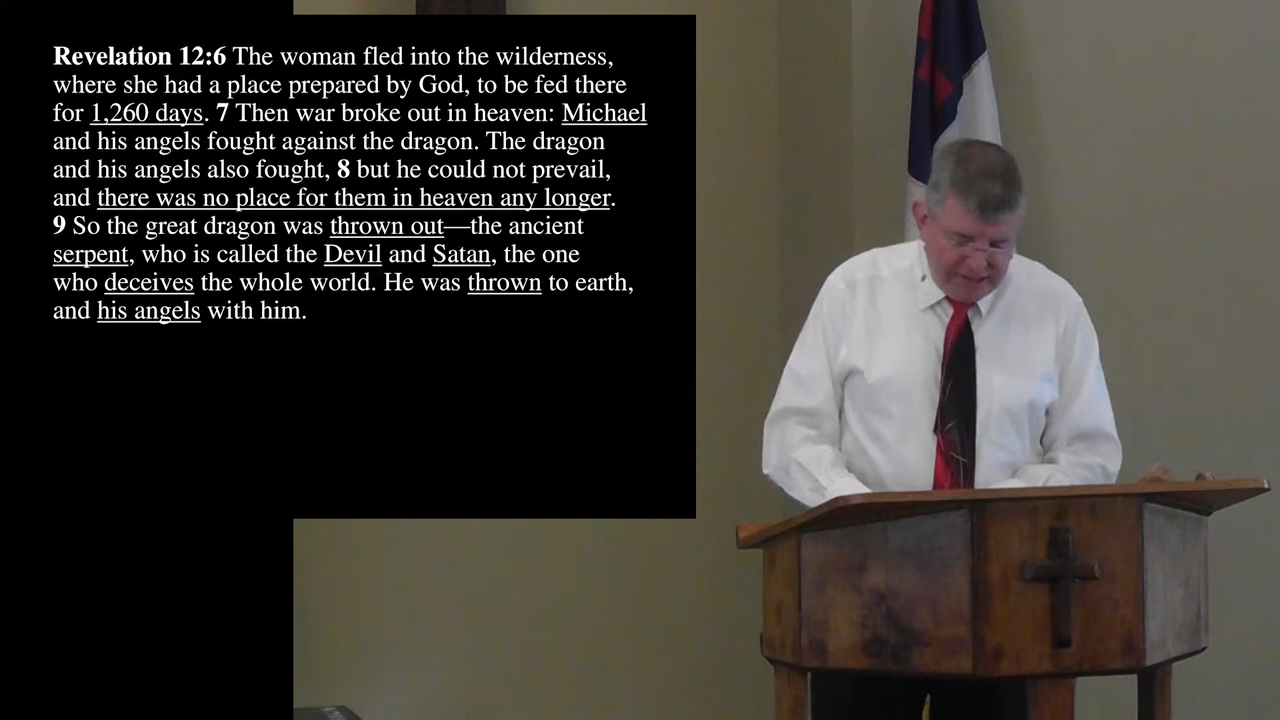 Revelation 12:6 The woman fled into the wilderness,
where she had a place prepared by God, to be fed there
for 1,260 days. 7 Then war broke out in heaven: Michael
and his angels fought against the dragon. The dragon
and his angels also fought, 8 but he could not prevail,
and there was no place for them in heaven any longer.
9 So the great dragon was thrown out—the ancient
serpent, who is called the Devil and Satan, the one
who deceives the whole world. He was thrown to earth,
and his angels with him.